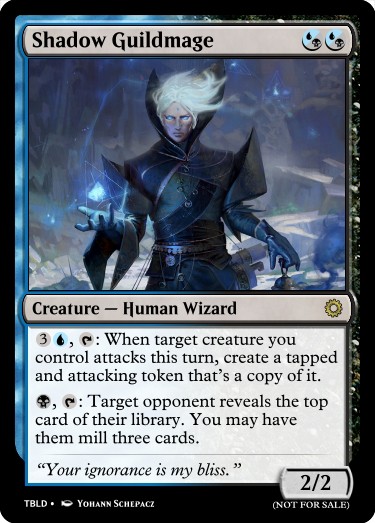 Shadow Guildmage
Creature — Human Wizard
3, : When target creature you
control attacks this turn, create a tapped
and attacking token that's a copy of it.
, : Target opponent reveals the top
card of their library. You may have
them mill three cards.
"Your ignorance is my bliss."
2/2
TBLD • Yohann Schepacz
(NOT FOR SALE)